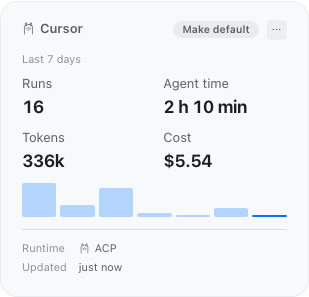 Cursor
Make default
...
Last 7 days
Runs
Agent time
16
2 h 10 min
Tokens
Cost
336k
$5.54
Runtime
ACP
Updated
just now